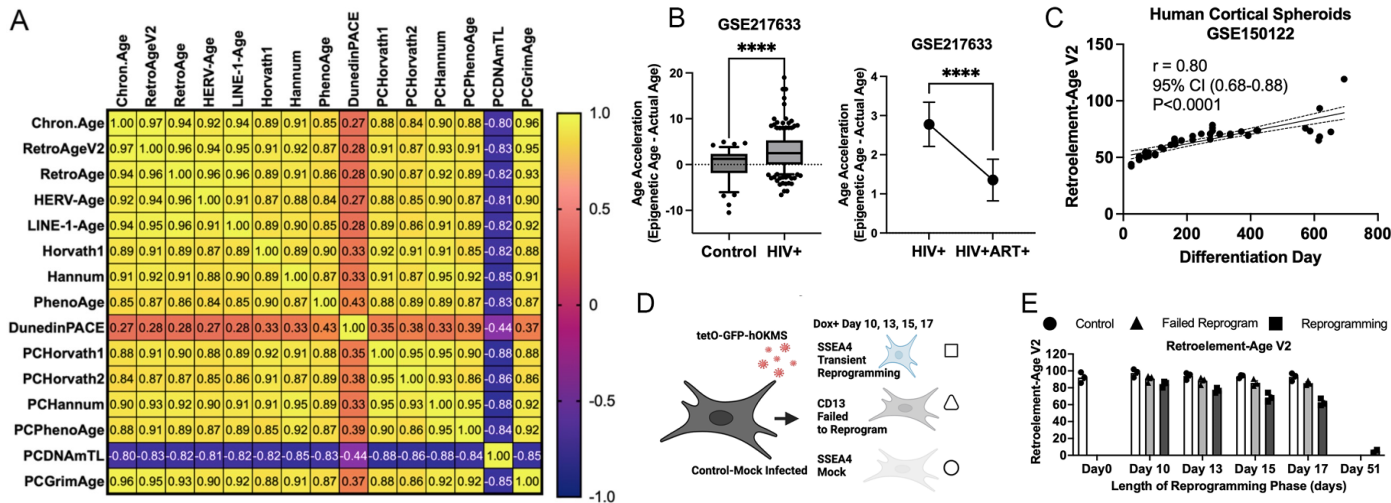 A
Chron.Age RetroAgeV2 RetroAge HERV-Age LINE-1-Age Horvath1 Hannum PhenoAge DunedinPACE PCHorvath1 PCHorvath2 PCHannum PCPhenoAge PCDNAmTL PCGrimAge
Chron.Age 1.00 0.97 0.94 0.92 0.94 0.89 0.91 0.85 0.27 0.88 0.84 0.90 0.88 -0.80 0.96
RetroAgeV2 0.97 1.00 0.96 0.94 0.95 0.91 0.92 0.87 0.28 0.91 0.87 0.93 0.91 -0.83 0.95
RetroAge 0.94 0.96 1.00 0.96 0.96 0.89 0.91 0.86 0.28 0.90 0.87 0.92 0.89 -0.82 0.93
HERV-Age 0.92 0.94 0.96 1.00 0.91 0.87 0.88 0.84 0.27 0.88 0.85 0.90 0.87 -0.81 0.90
LINE-1-Age 0.94 0.95 0.96 0.91 1.00 0.89 0.90 0.85 0.28 0.89 0.86 0.91 0.89 -0.82 0.92
Horvath1 0.89 0.91 0.89 0.87 0.89 1.00 0.89 0.90 0.33 0.92 0.91 0.91 0.85 -0.82 0.88
Hannum 0.91 0.92 0.91 0.88 0.90 0.89 1.00 0.87 0.33 0.91 0.87 0.95 0.92 -0.85 0.91
PhenoAge 0.85 0.87 0.86 0.84 0.85 0.90 0.87 1.00 0.43 0.88 0.89 0.89 0.87 -0.83 0.87
DunedinPACE 0.27 0.28 0.28 0.27 0.28 0.33 0.33 0.43 1.00 0.35 0.38 0.33 0.39 -0.44 0.37
PCHorvath1 0.88 0.91 0.90 0.88 0.89 0.92 0.91 0.88 0.35 1.00 0.95 0.95 0.90 -0.88 0.88
PCHorvath2 0.84 0.87 0.87 0.85 0.86 0.91 0.87 0.89 0.38 0.95 1.00 0.93 0.86 -0.86 0.86
PCHannum 0.90 0.93 0.92 0.90 0.91 0.91 0.95 0.89 0.33 0.95 0.93 1.00 0.95 -0.88 0.92
PCPhenoAge 0.88 0.91 0.89 0.87 0.89 0.85 0.92 0.87 0.39 0.90 0.86 0.95 1.00 -0.84 0.92
PCDNAmTL -0.80 -0.83 -0.82 -0.81 -0.82 -0.82 -0.85 -0.83 -0.44 -0.88 -0.86 -0.88 -0.84 1.00 -0.85
PCGrimAge 0.96 0.95 0.93 0.90 0.92 0.88 0.91 0.87 0.37 0.88 0.86 0.92 0.92 -0.85 1.00
1.0
0.5
0
-0.5
-1.0
B
GSE217633
****
20
10
0
-10
Age Acceleration
(Epigenetic Age - Actual Age)
Control HIV+
GSE217633
****
4
3
2
1
0
Age Acceleration
(Epigenetic Age - Actual Age)
HIV+ HIV+ART+
C
Human Cortical Spheroids
GSE150122
r = 0.80
95% CI (0.68-0.88)
P<0.0001
150
100
50
0
Retroelement-Age V2
0 200 400 600 800
Differentiation Day
D
tetO-GFP-hOKMS
Control-Mock Infected
Dox+ Day 10, 13, 15, 17
SSEA4
Transient
Reprogramming
CD13
Failed
to Reprogram
SSEA4
Mock
E
Control Failed Reprogram Reprogramming
Retroelement-Age V2
120
100
80
60
40
20
0
Retroelement-Age V2
Day0 Day 10 Day 13 Day 15 Day 17 Day 51
Length of Reprogramming Phase (days)